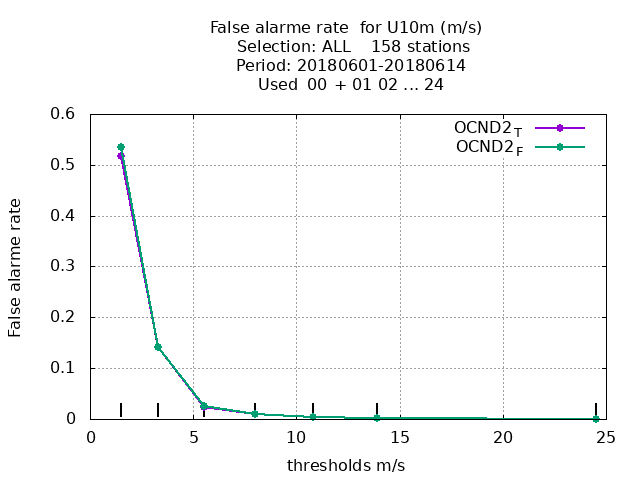 False alarme rate  for U10m (m/s)
Selection: ALL    158 stations
Period: 20180601-20180614
Used  00  + 01 02 ... 24
OCND2T
OCND2F
0.6
0.5
0.4
0.3
0.2
0.1
0
False alarme rate
0 5 10 15 20 25
thresholds m/s